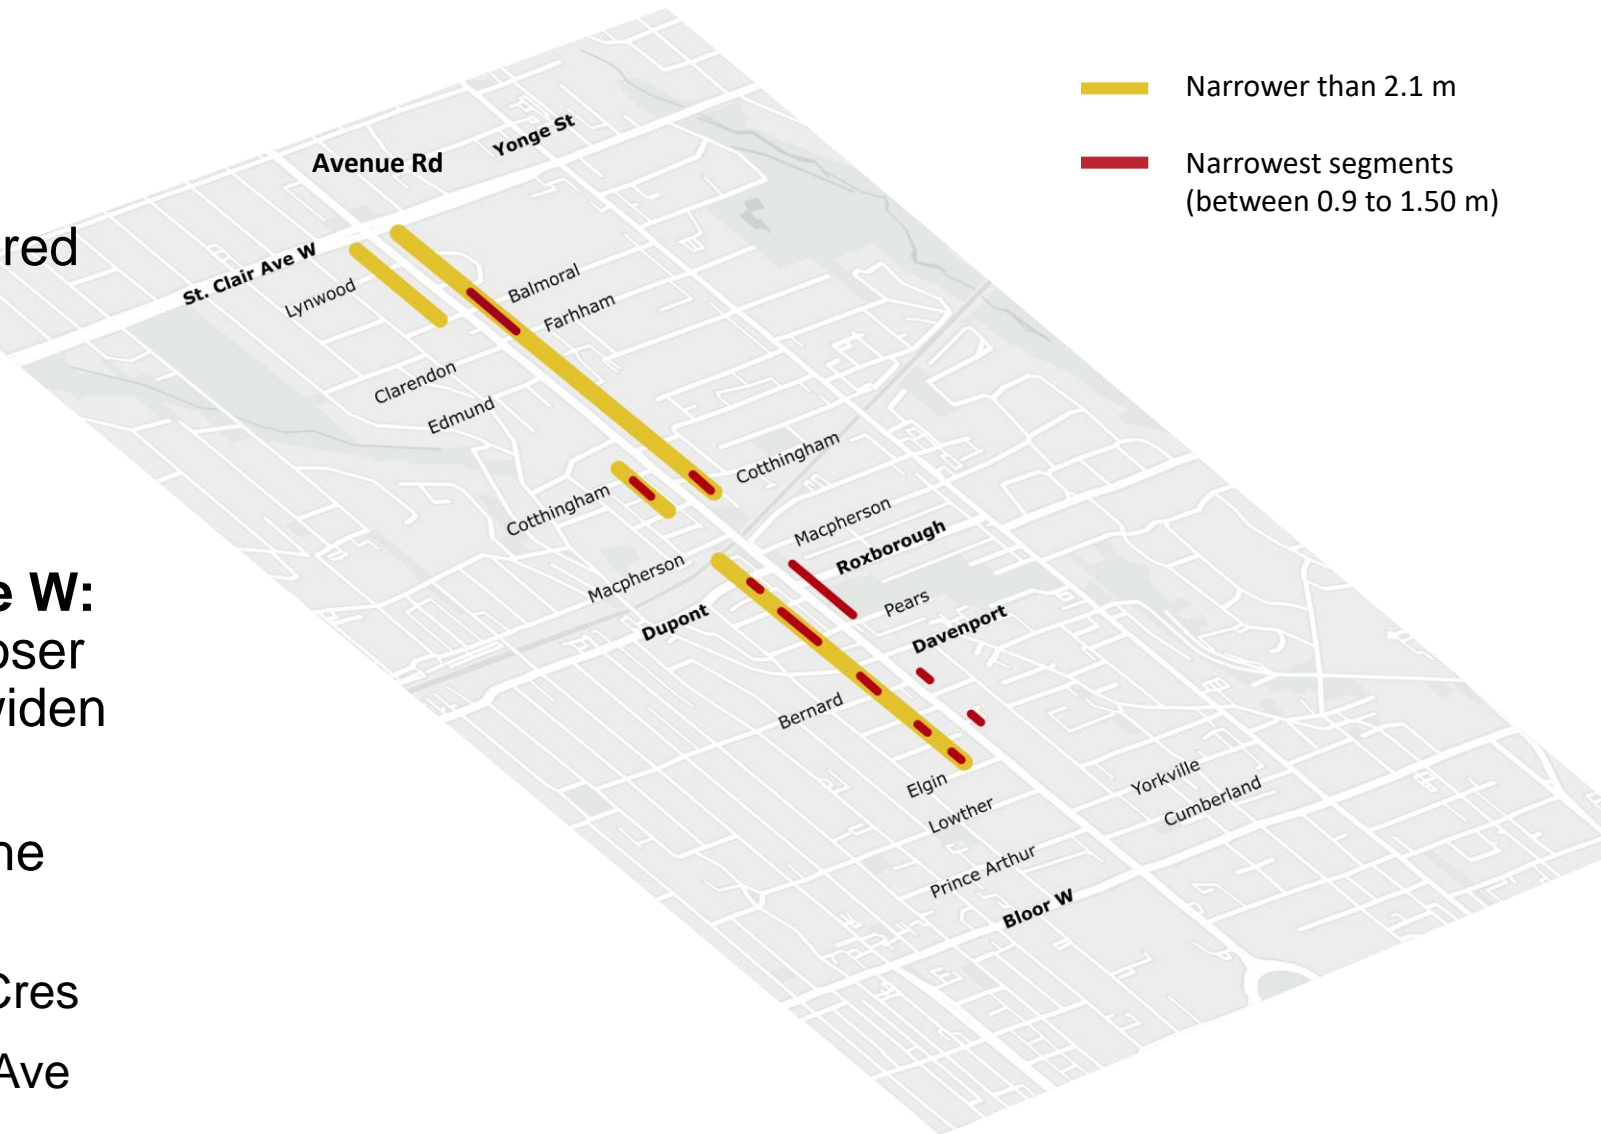 red
e W:
oser
viden
ne
Cres
Ave
Narrower than 2.1 m
Narrowest segments
(between 0.9 to 1.50 m)
Yonge St
Avenue Rd
St. Clair Ave W
Lynwood
Balmoral
Farhham
Clarendon
Edmund
Cotthingham
Cotthingham
Macpherson
Roxborough
Macpherson
Pears
Dupont
Davenport
Bernard
Elgin
Yorkville
Lowther
Cumberland
Prince Arthur
Bloor W